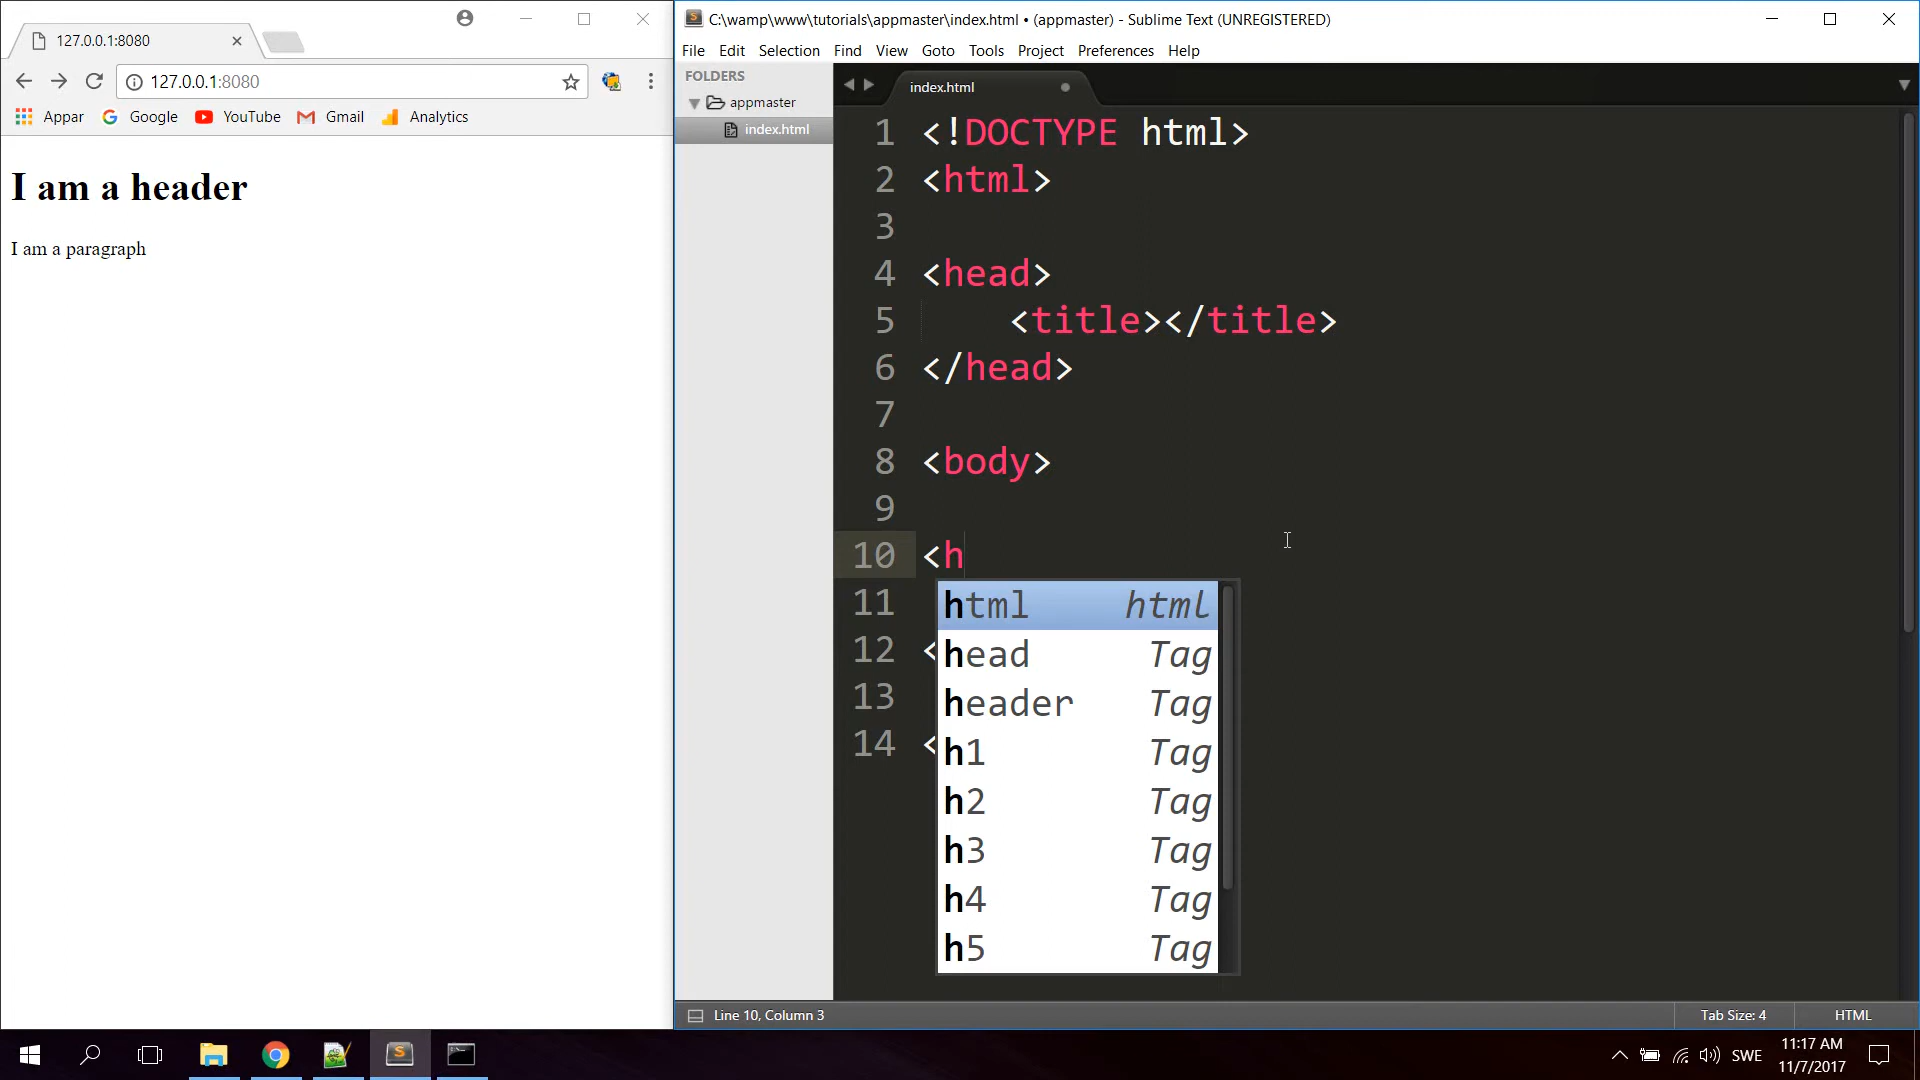 127.0.0.1:8080
127.0.0.1:8080
Appar Google YouTube Gmail Analytics
I am a header
I am a paragraph
C:\wamp\www\tutorials\appmaster\index.html • (appmaster) - Sublime Text (UNREGISTERED)
File Edit Selection Find View Goto Tools Project Preferences Help
FOLDERS
appmaster
index.html
index.html
1 <!DOCTYPE html>
2 <html>
3
4 <head>
5 <title></title>
6 </head>
7
8 <body>
9
10 <h
11
12 <
13
14 <
html html
head Tag
header Tag
h1 Tag
h2 Tag
h3 Tag
h4 Tag
h5 Tag
Line 10, Column 3
Tab Size: 4
HTML
SWE
11:17 AM
11/7/2017